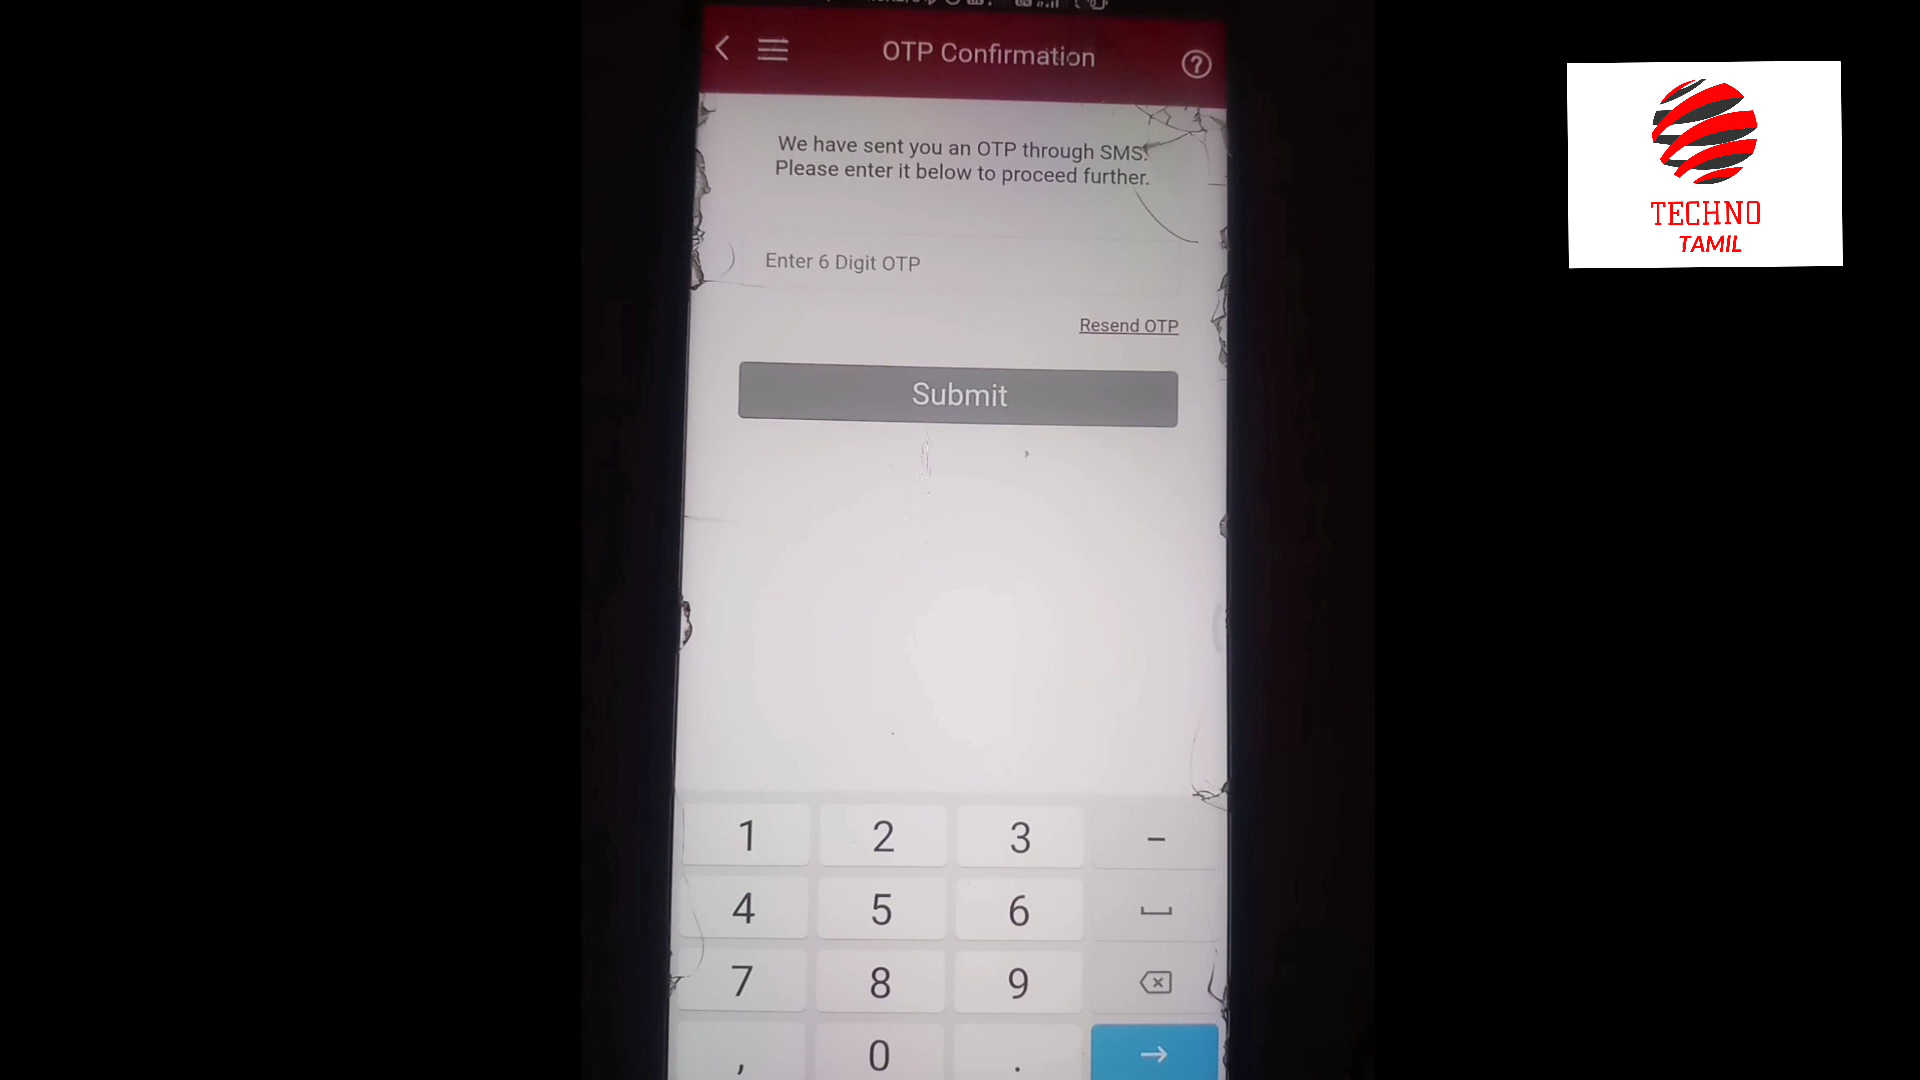 OTP Confirmation
We have sent you an OTP through SMS.
Please enter it below to proceed further.
Enter 6 Digit OTP
Resend OTP
Submit
1 2 3 -
4 5 6
7 8 9
, 0 .
TECHNO
TAMIL